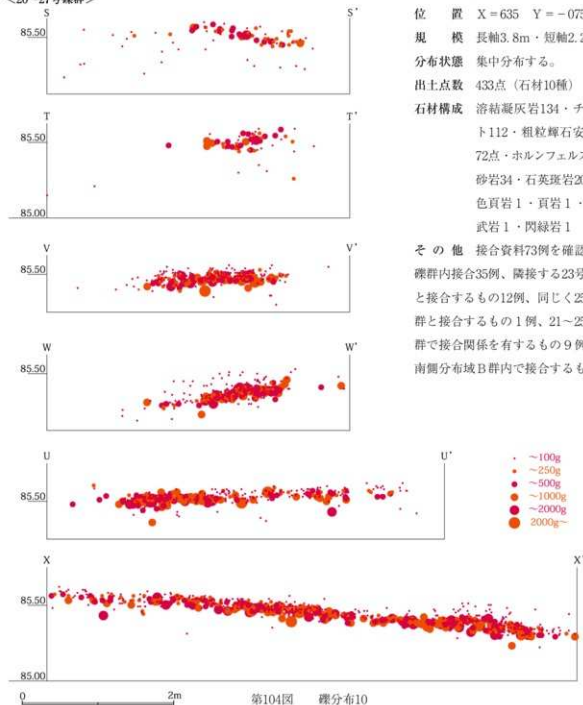 S S′
85.50
T T′
85.50
85.00
V V′
85.50
W W′
85.50
U U′
85.50
X X′
85.50
85.00
0 2m
～100g
～250g
～500g
～1000g
～2000g
2000g～
第104図 礫分布10
位 置 X＝635 Y＝－075
規 模 長軸3.8m・短軸2.2
分布状態 集中分布する。
出土点数 433点（石材10種）
石材構成 溶結凝灰岩134・チ
ト112・粗粒輝石安
72点・ホルンフェルス
砂岩34・石英斑岩20
色頁岩1・頁岩1・
武岩1・閃緑岩1
そ の 他 接合資料73例を確認
礫群内接合35例、隣接する23号
と接合するもの12例、同じく25
群と接合するもの1例、21～25
群で接合関係を有するもの9例
南側分布域B群内で接合するも